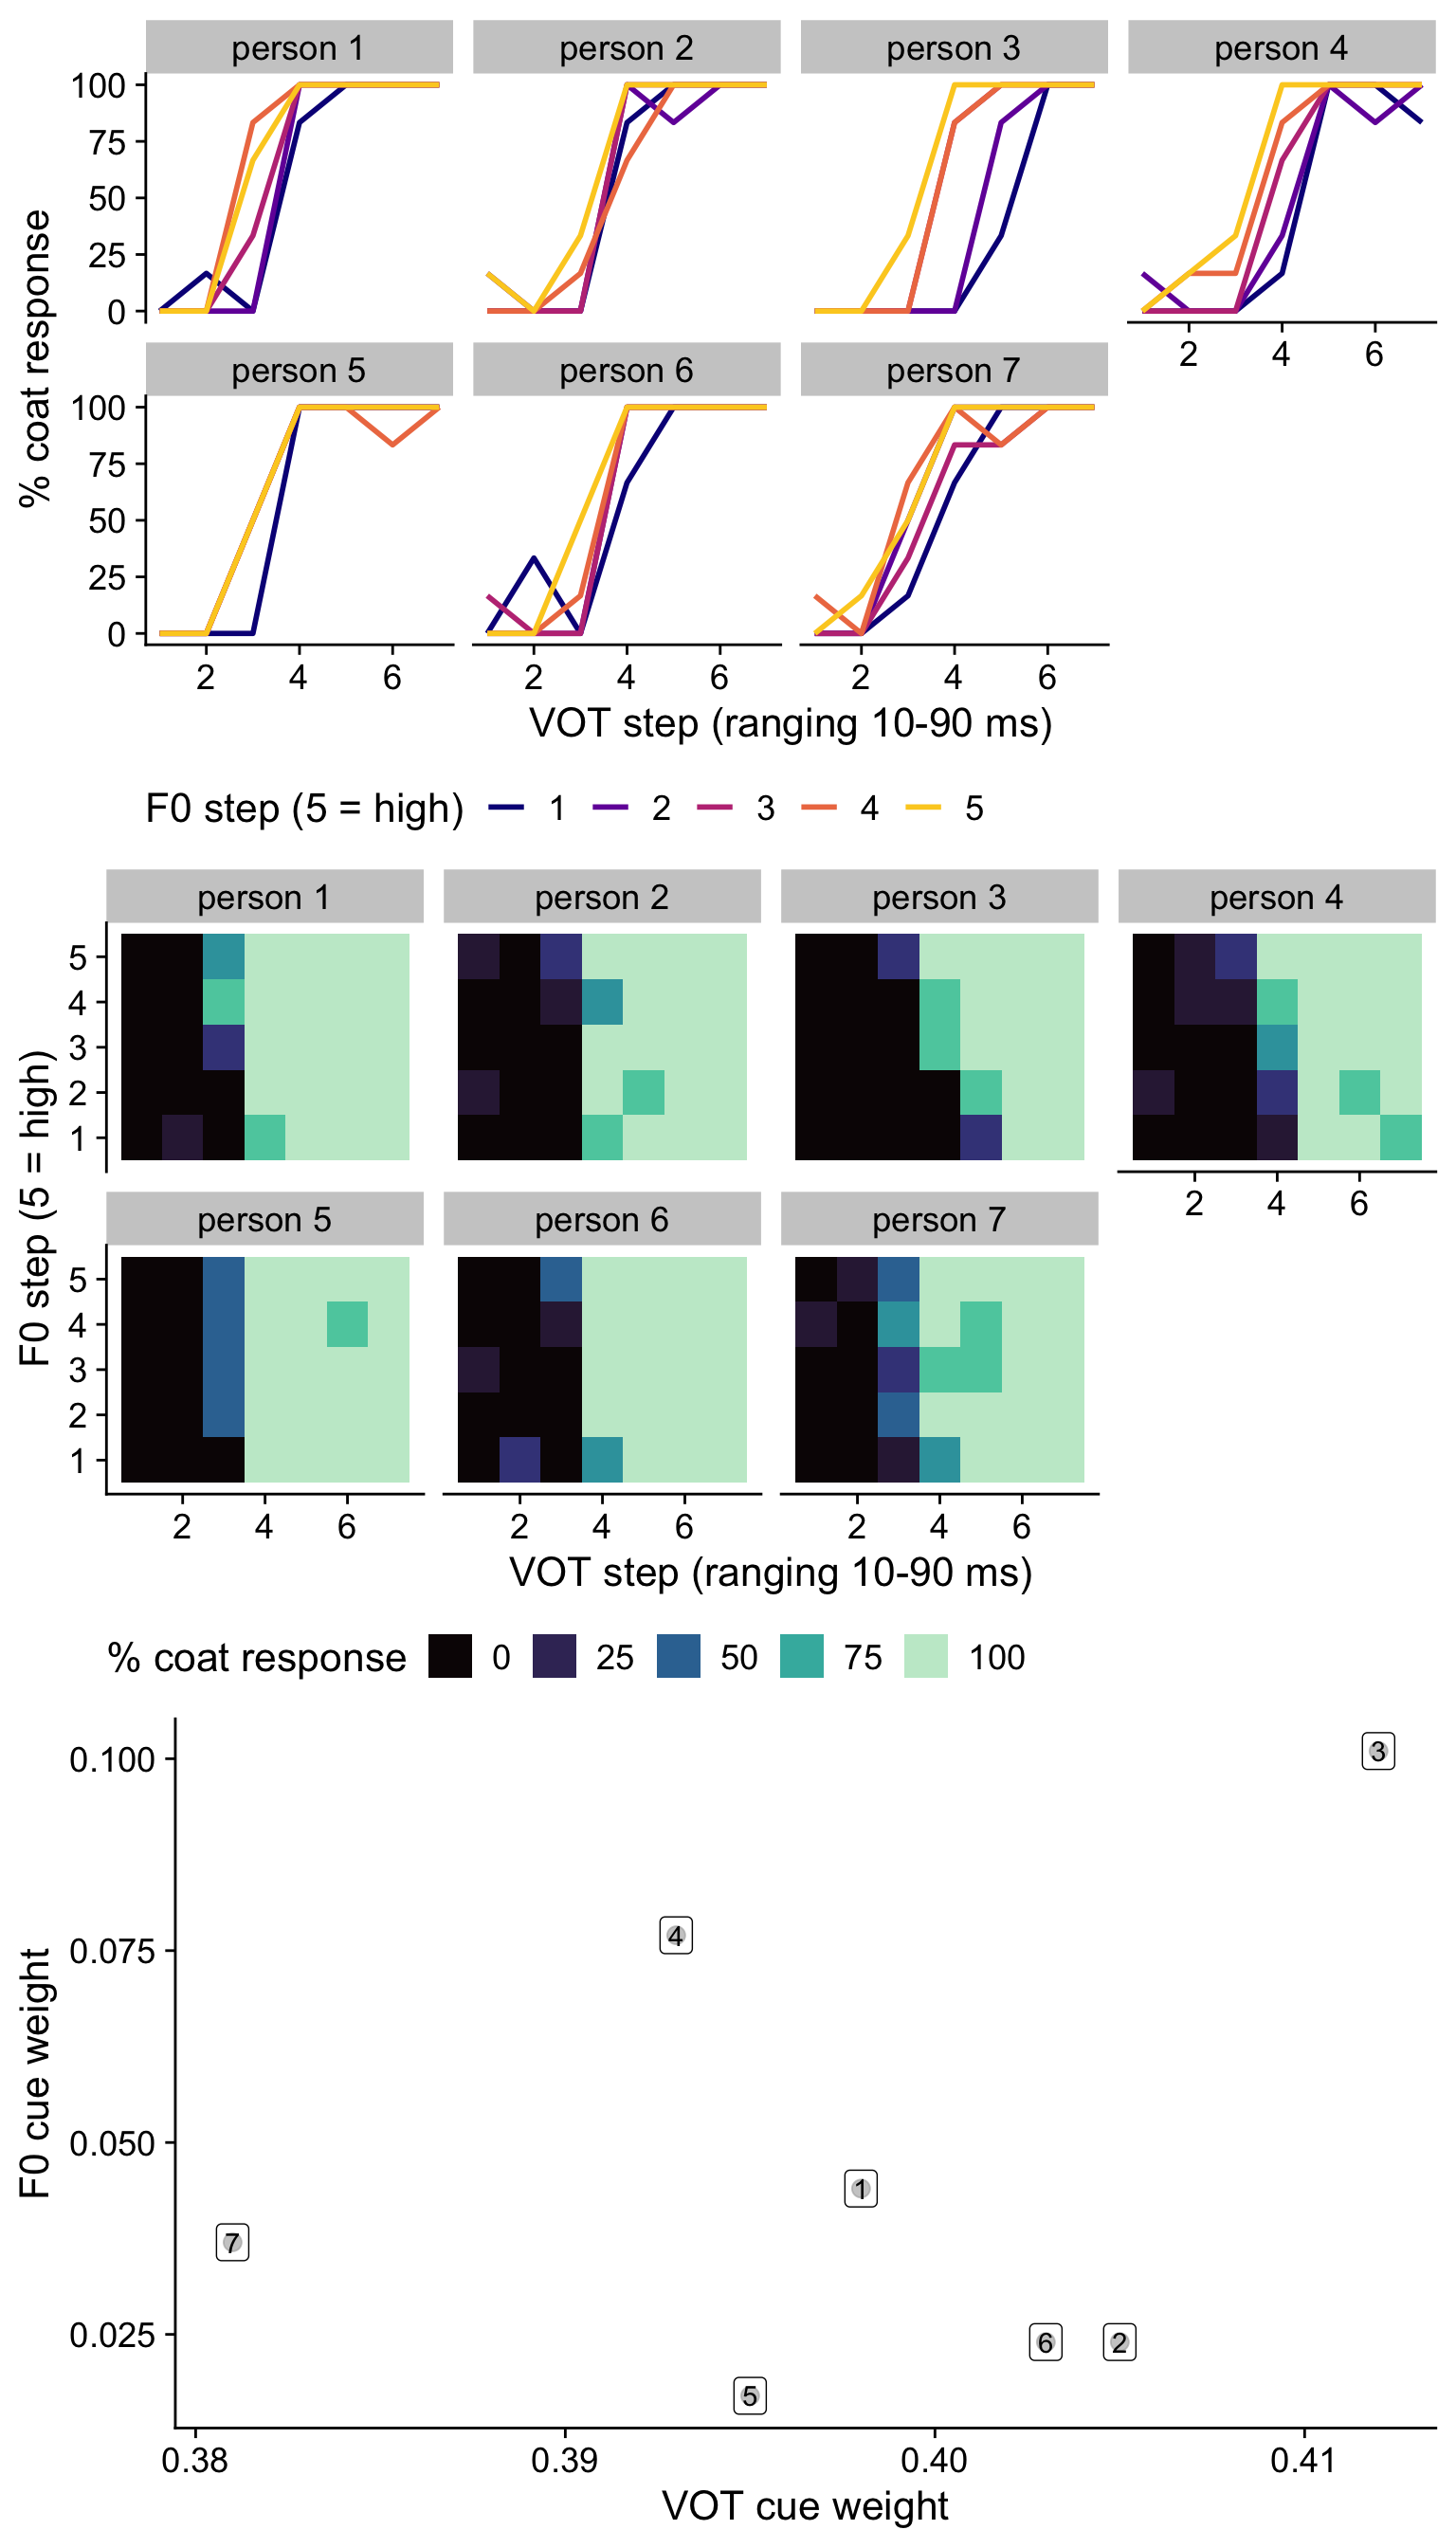 person 1 person 2 person 3 person 4
100
75
50
25
0
2 4 6
% coat response
person 5 person 6 person 7
100
75
50
25
0
2 4 6 2 4 6 2 4 6
VOT step (ranging 10-90 ms)
F0 step (5 = high) 1 2 3 4 5
person 1 person 2 person 3 person 4
5
4
3
2
1
2 4 6
F0 step (5 = high)
person 5 person 6 person 7
5
4
3
2
1
2 4 6 2 4 6 2 4 6
VOT step (ranging 10-90 ms)
% coat response 0 25 50 75 100
0.100
0.075
0.050
0.025
F0 cue weight
3
4
1
7
6 2
5
0.38 0.39 0.40 0.41
VOT cue weight